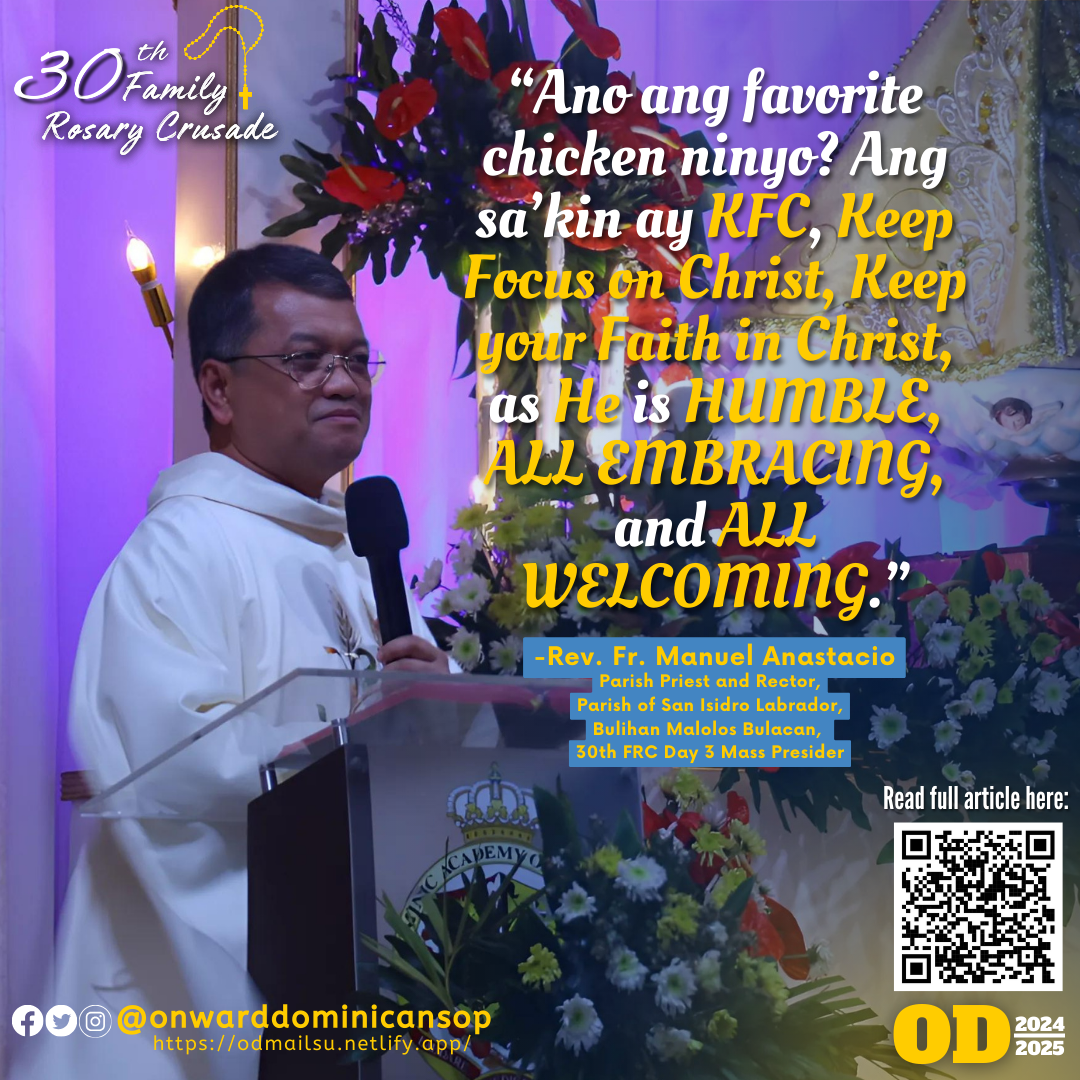 30th
Family
Rosary Crusade
“Ano ang favorite
chicken ninyo? Ang
sa’kin ay KFC, Keep
Focus on Christ, Keep
your Faith in Christ,
as He is HUMBLE,
ALL EMBRACING,
and ALL
WELCOMING.”
-Rev. Fr. Manuel Anastacio
Parish Priest and Rector,
Parish of San Isidro Labrador,
Bulihan Malolos Bulacan,
30th FRC Day 3 Mass Presider
Read full article here:
ACADEMY
@onwarddominicansop
https://odmailsu.netlify.app/
OD 2024
2025